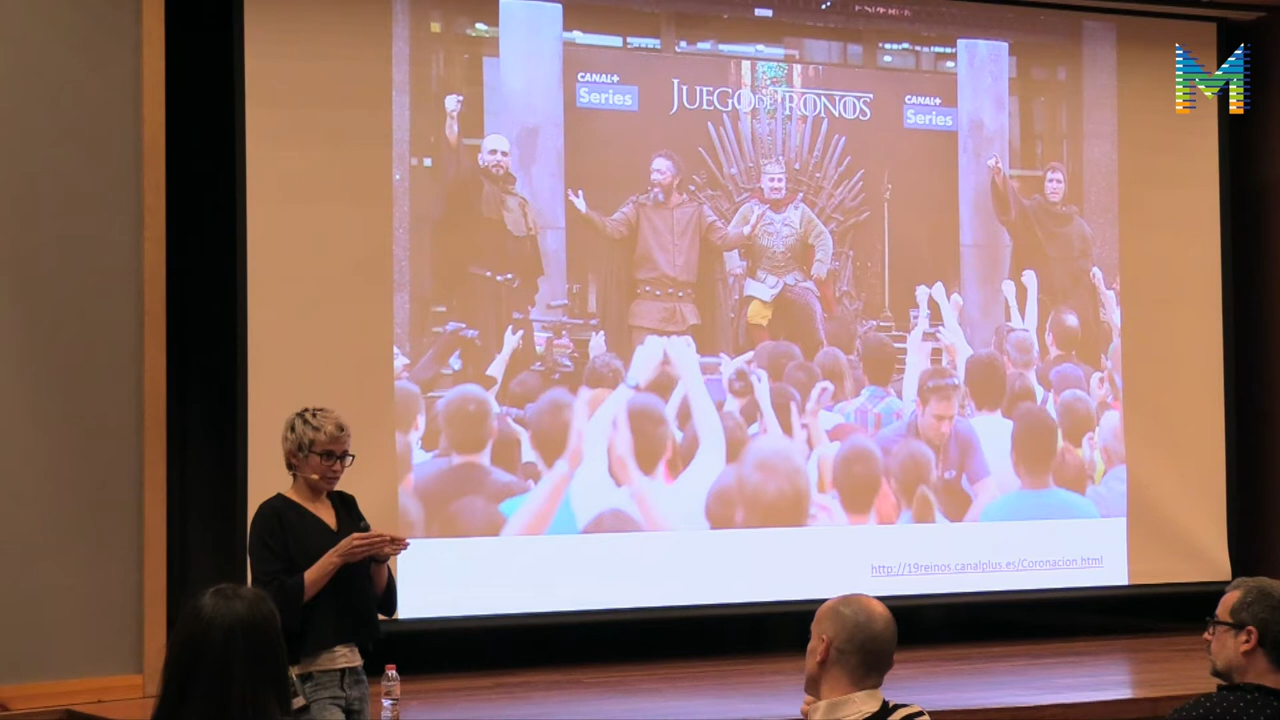 CANAL+
Series
JUEGO DE TRONOS
CANAL+
Series
http://19reinos.canalplus.es/Coronacion.html
M